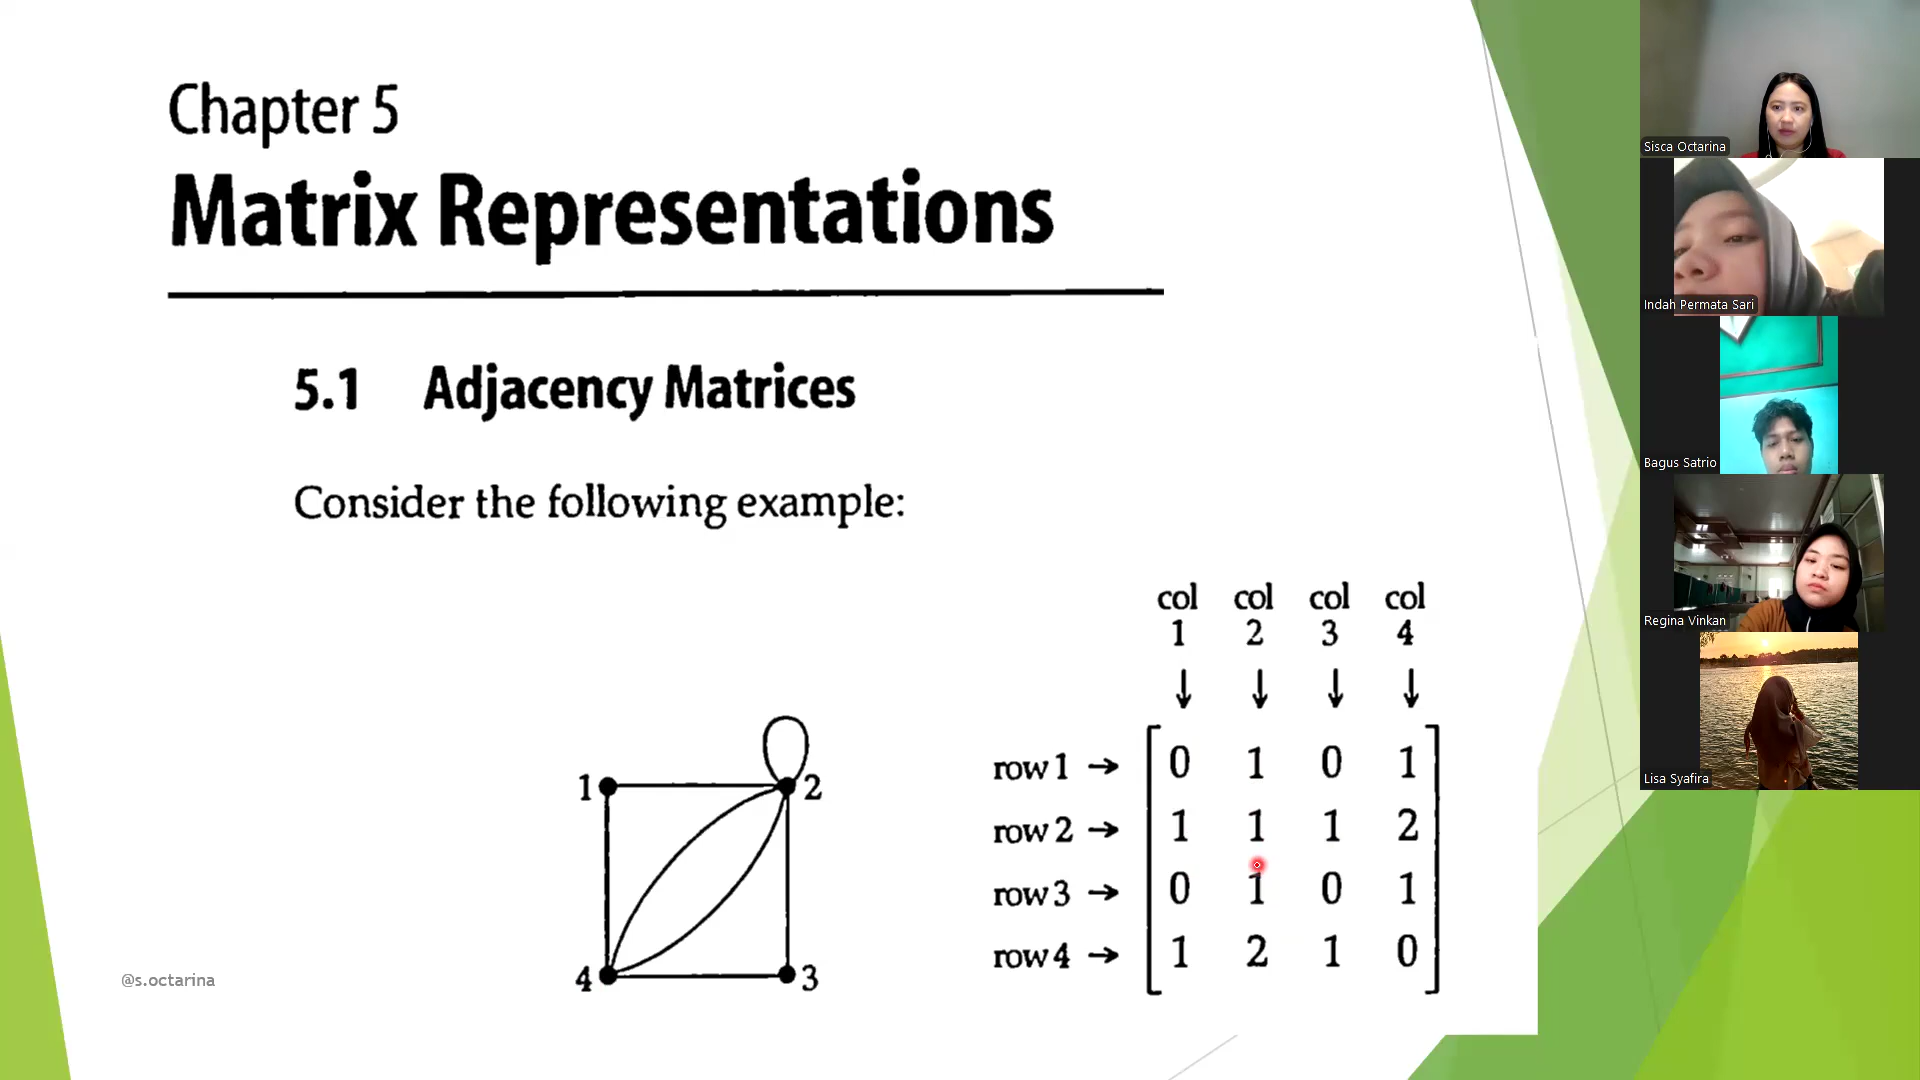 Chapter 5
Matrix Representations
5.1 Adjacency Matrices
Consider the following example:
1
2
4
3
col col col col
1 2 3 4
↓ ↓ ↓ ↓
row 1 → 0 1 0 1
row 2 → 1 1 1 2
row 3 → 0 1 0 1
row 4 → 1 2 1 0
@s.octarina
Sisca Octarina
Indah Permata Sari
Bagus Satrio
Regina Vinkan
Lisa Syafira